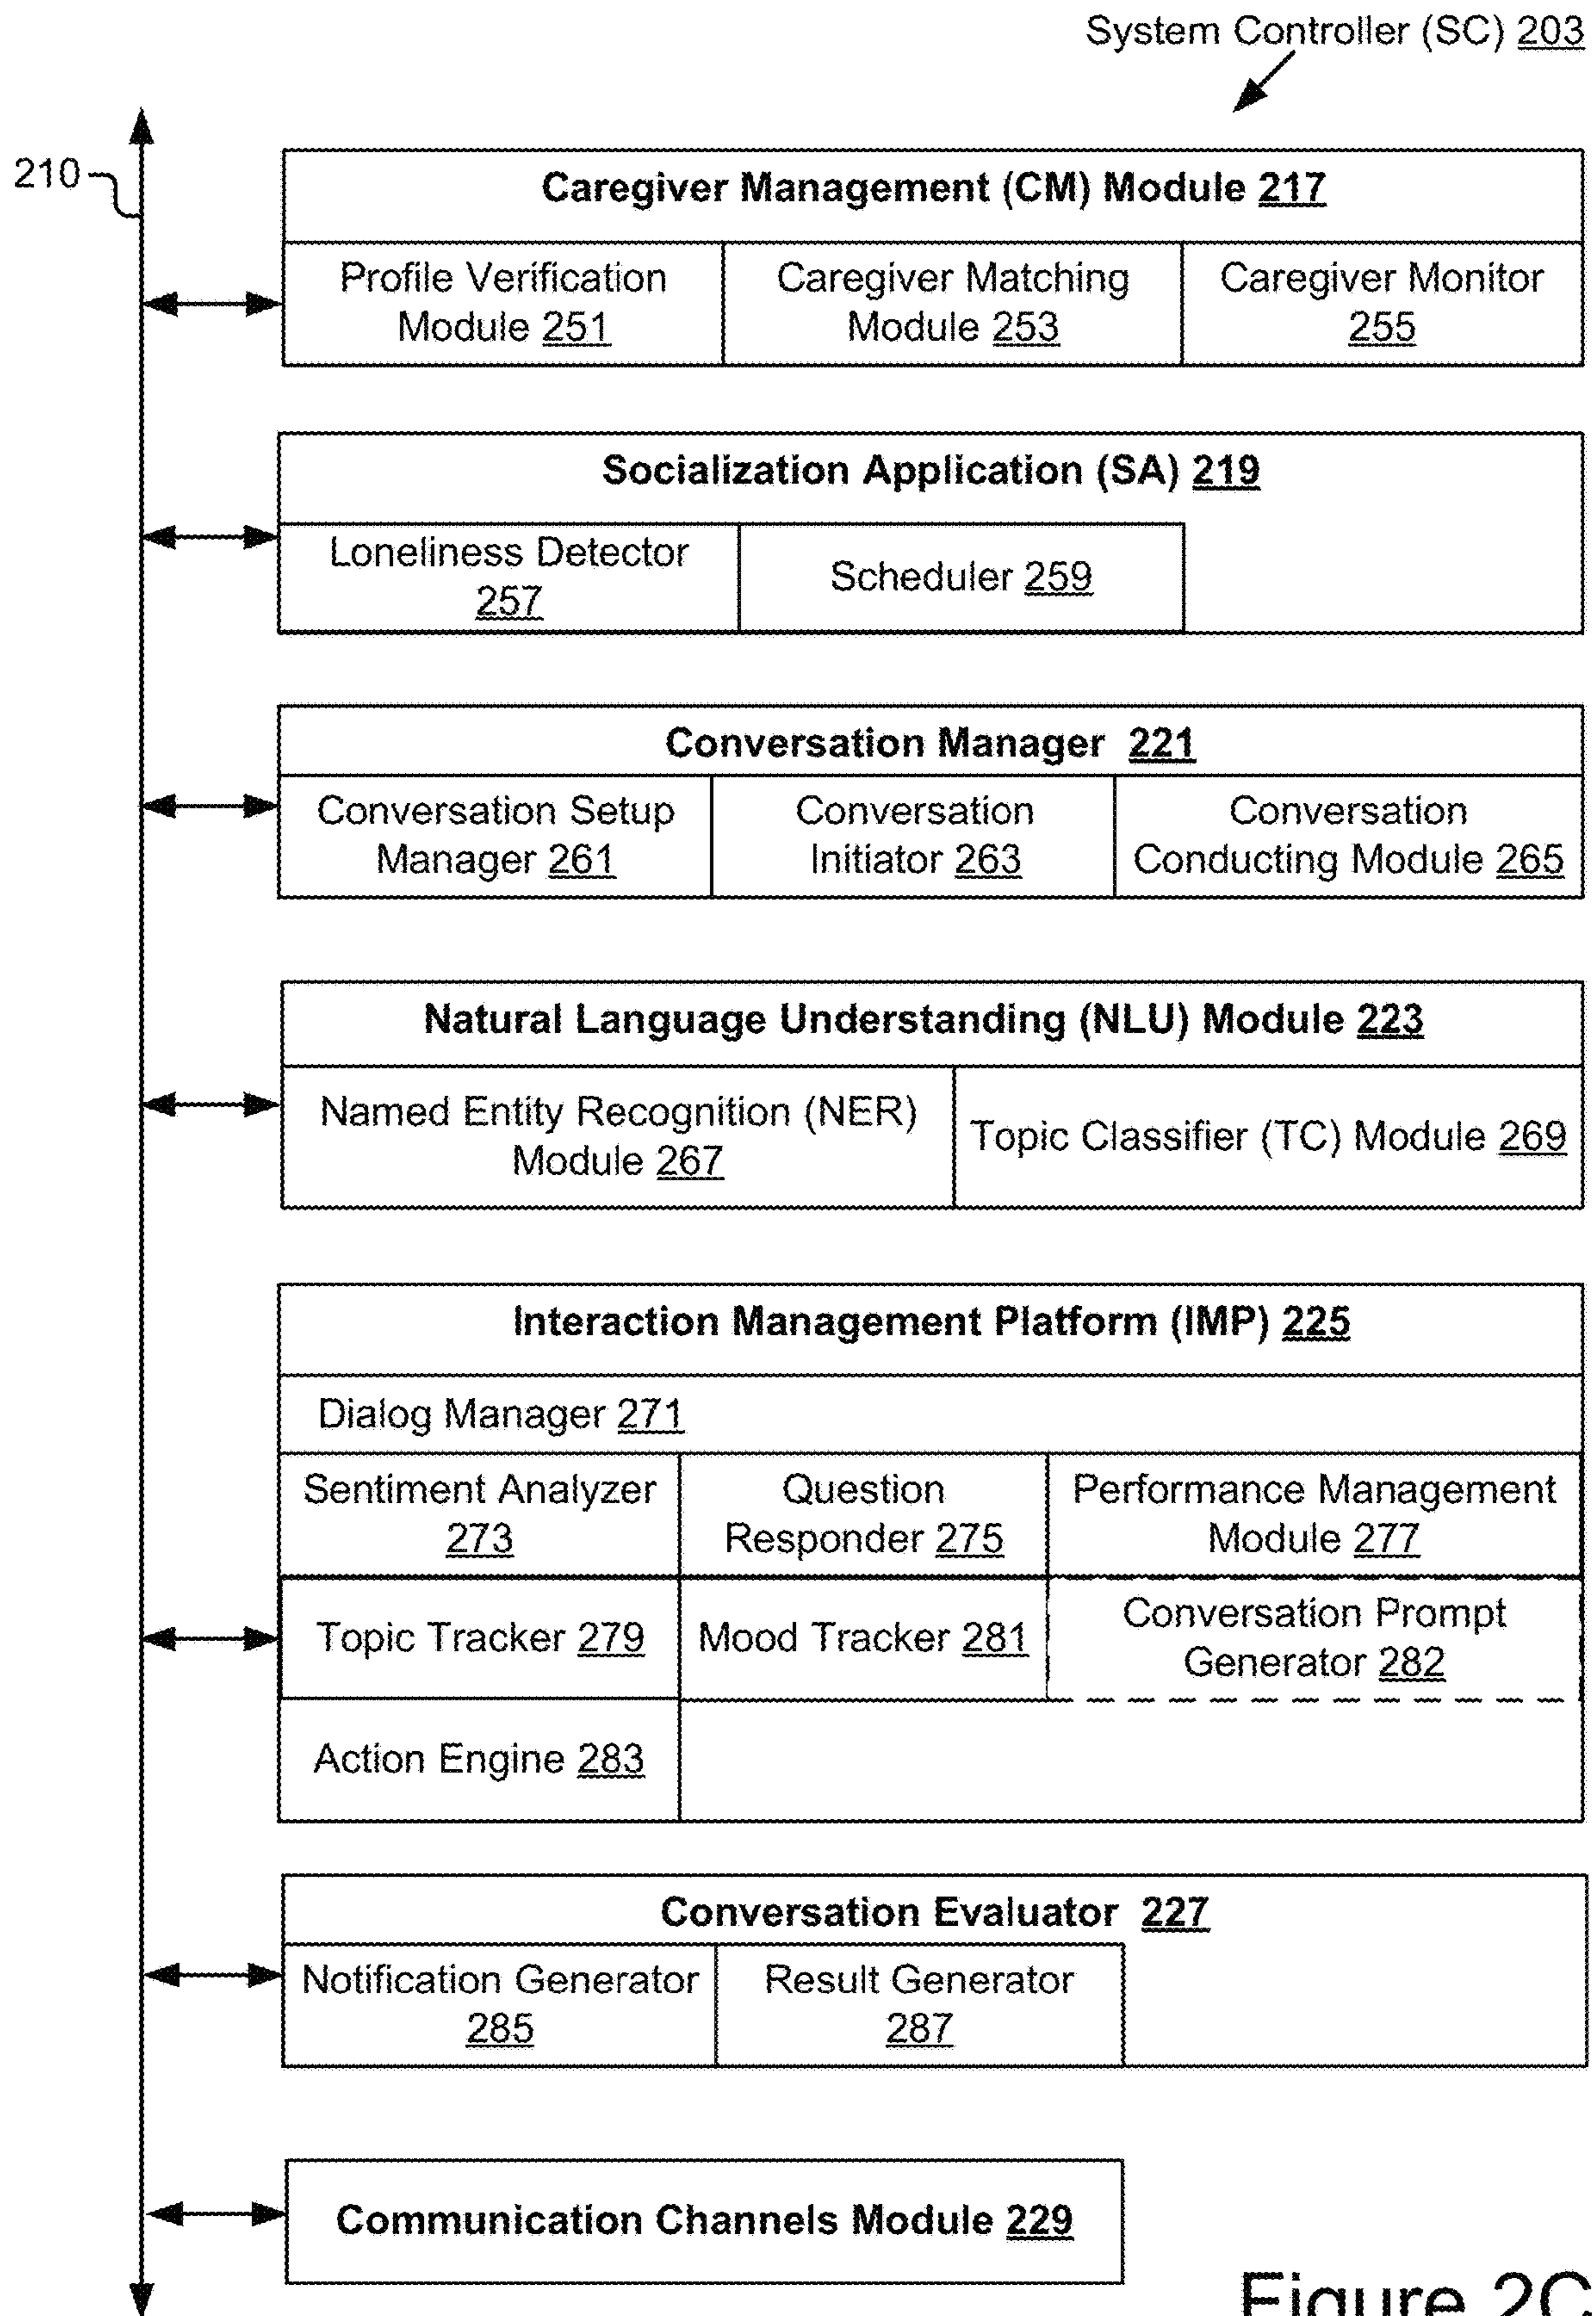 System Controller (SC) 203
210
Caregiver Management (CM) Module 217
Profile Verification
Module 251
Caregiver Matching
Module 253
Caregiver Monitor
255
Socialization Application (SA) 219
Loneliness Detector
257
Scheduler 259
Conversation Manager 221
Conversation Setup
Manager 261
Conversation
Initiator 263
Conversation
Conducting Module 265
Natural Language Understanding (NLU) Module 223
Named Entity Recognition (NER)
Module 267
Topic Classifier (TC) Module 269
Interaction Management Platform (IMP) 225
Dialog Manager 271
Sentiment Analyzer
273
Question
Responder 275
Performance Management
Module 277
Topic Tracker 279
Mood Tracker 281
Conversation Prompt
Generator 282
Action Engine 283
Conversation Evaluator 227
Notification Generator
285
Result Generator
287
Communication Channels Module 229
Figure 2C